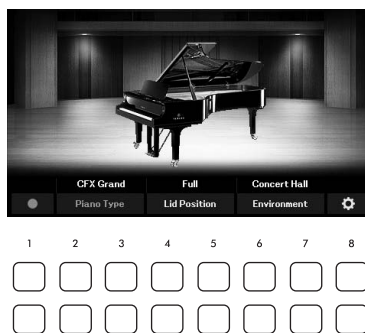 CFX Grand Full Concert Hall
Piano Type Lid Position Environment
1 2 3 4 5 6 7 8